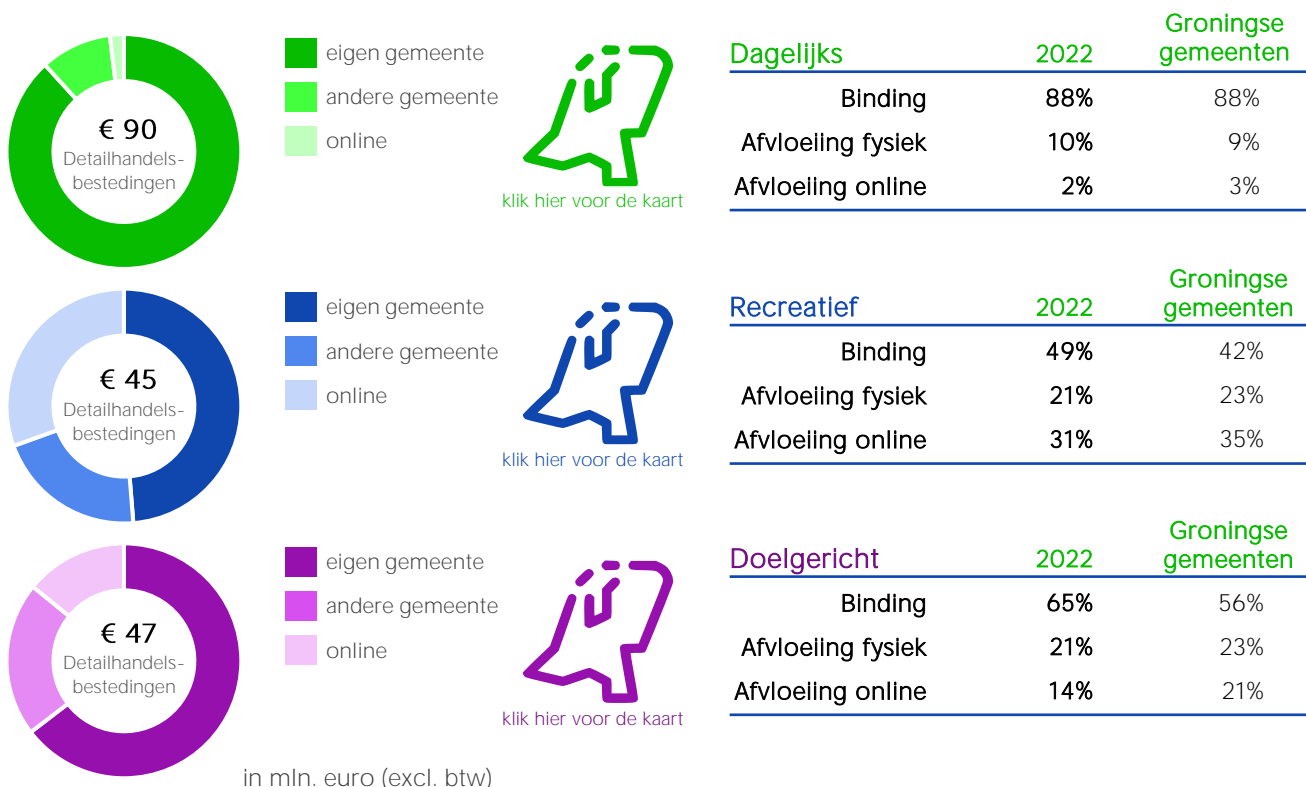 € 90
Detailhandels-
bestedingen
eigen gemeente
andere gemeente
online
klik hier voor de kaart
Dagelijks 2022 Groningse gemeenten
Binding 88% 88%
Afvloeiing fysiek 10% 9%
Afvloeiing online 2% 3%
€ 45
Detailhandels-
bestedingen
eigen gemeente
andere gemeente
online
klik hier voor de kaart
Recreatief 2022 Groningse gemeenten
Binding 49% 42%
Afvloeiing fysiek 21% 23%
Afvloeiing online 31% 35%
€ 47
Detailhandels-
bestedingen
eigen gemeente
andere gemeente
online
klik hier voor de kaart
Doelgericht 2022 Groningse gemeenten
Binding 65% 56%
Afvloeiing fysiek 21% 23%
Afvloeiing online 14% 21%
in mln. euro (excl. btw)